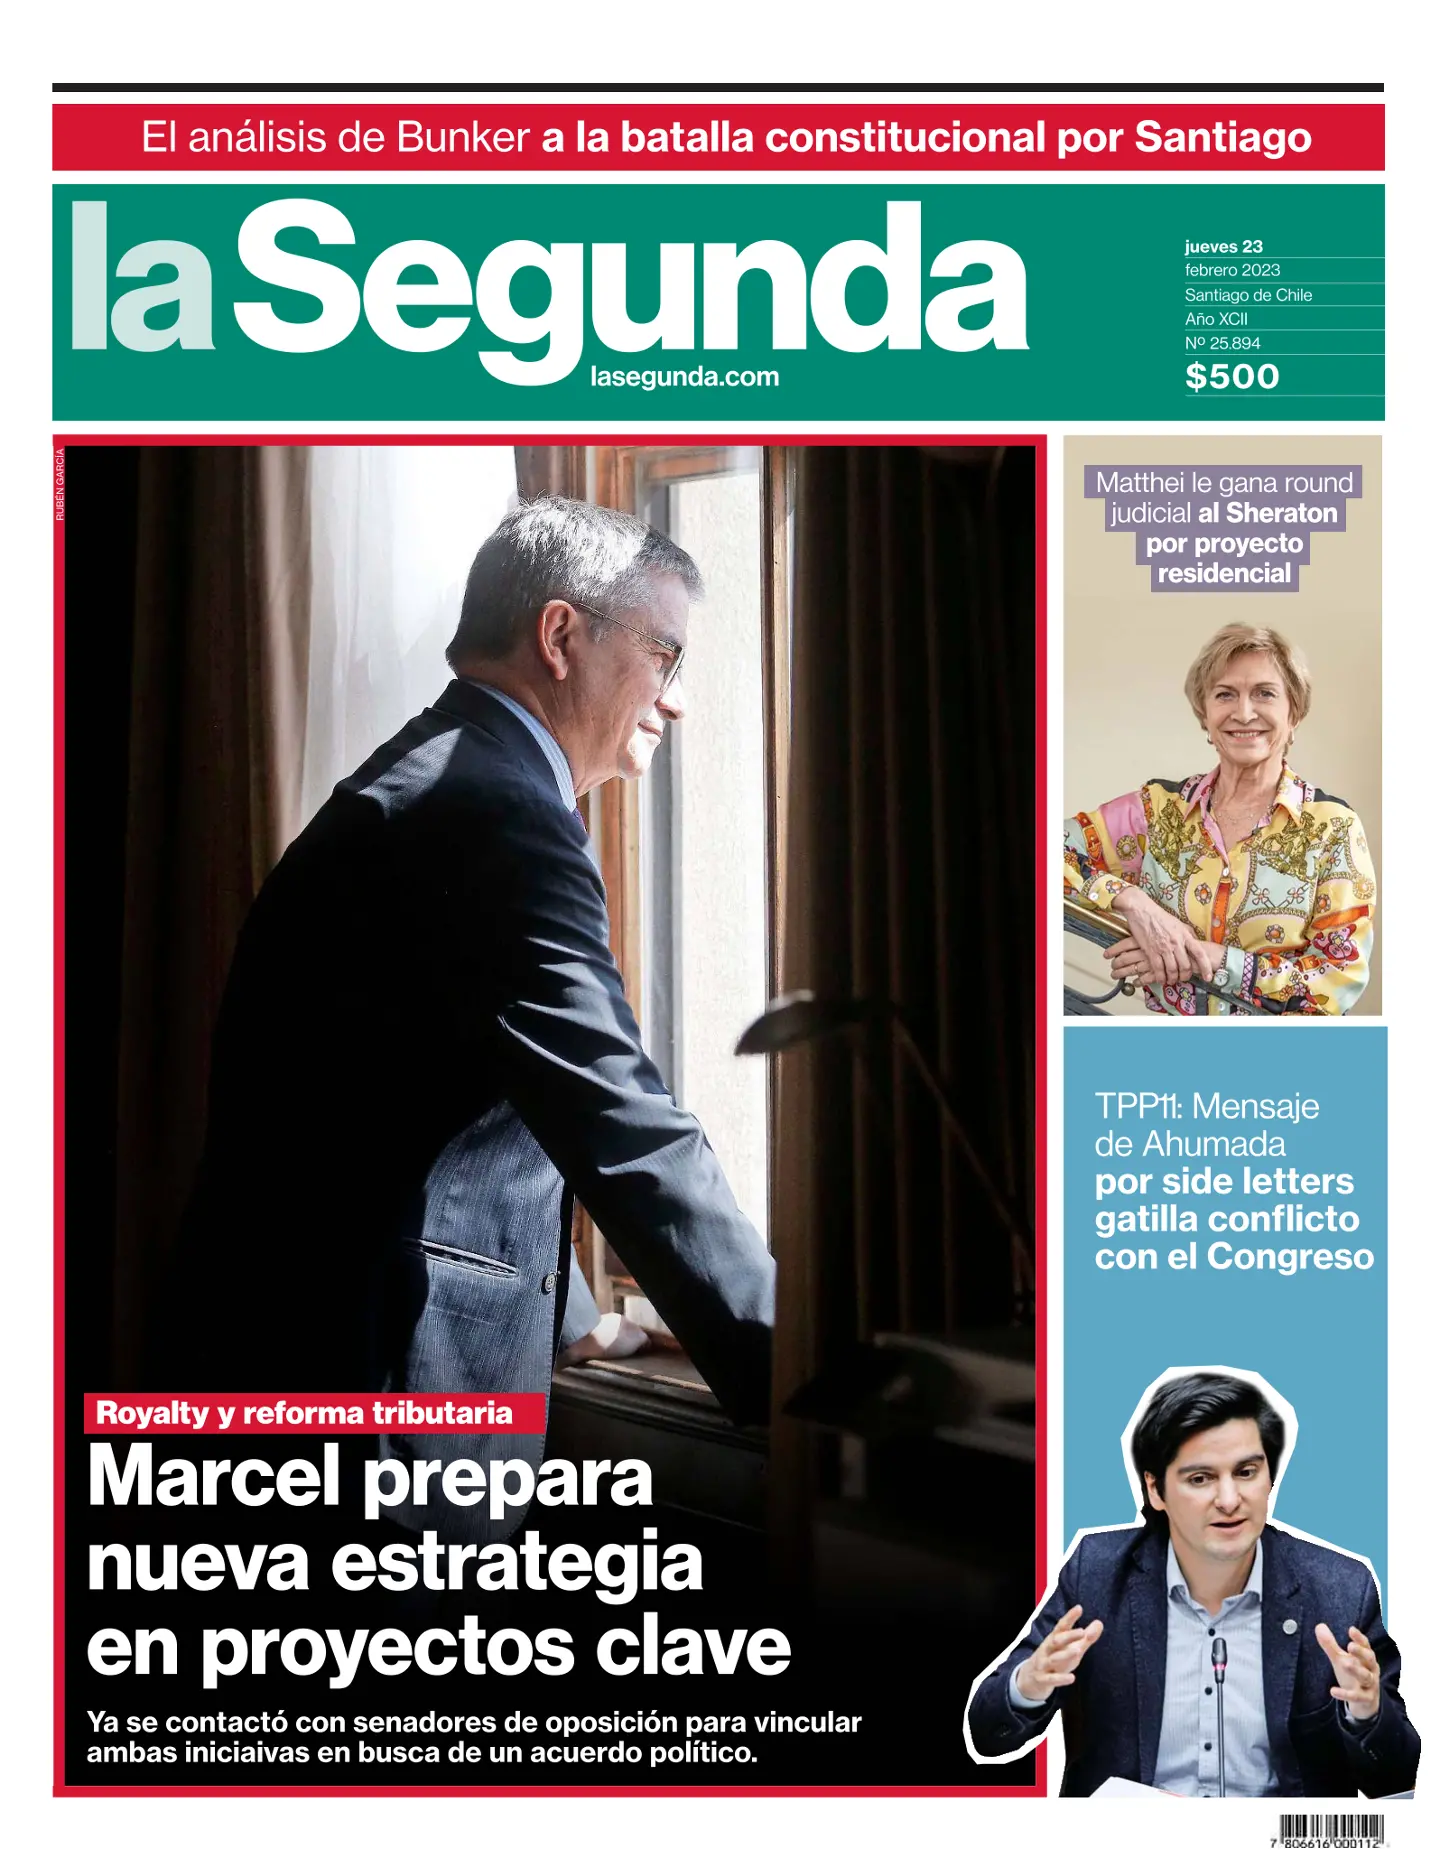 El análisis de Bunker a la batalla constitucional por Santiago
laSegunda
lasegunda.com
jueves 23
febrero 2023
Santiago de Chile
Año XCII
Nº 25.894
$500
RUBÉN GARCÍA
Matthei le gana round
judicial al Sheraton
por proyecto
residencial
TPP11: Mensaje
de Ahumada
por side letters
gatilla conflicto
con el Congreso
Royalty y reforma tributaria
Marcel prepara
nueva estrategia
en proyectos clave
Ya se contactó con senadores de oposición para vincular
ambas iniciaivas en busca de un acuerdo político.
7 806616 000112